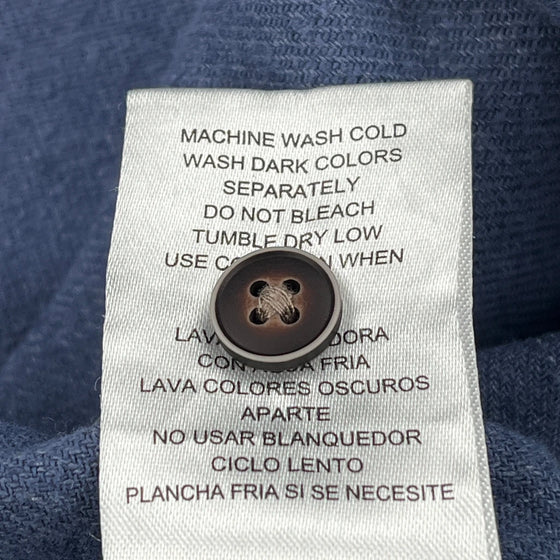 MACHINE WASH COLD
WASH DARK COLORS
SEPARATELY
DO NOT BLEACH
TUMBLE DRY LOW
USE WHEN
FRIA
LAVA COLORES OSCUROS
APARTE
NO USAR BLANQUEDOR
CICLO LENTO
PLANCHA FRIA SI SE NECESITE